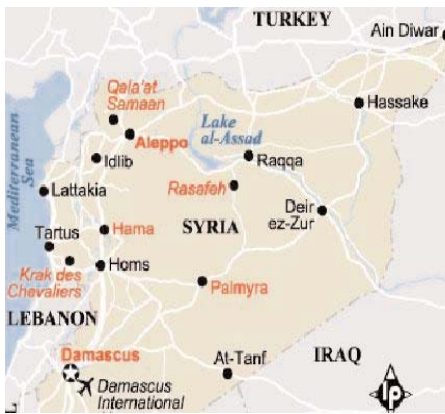 TURKEY
Ain Diwar
Qala'at
Samaan
Hassake
Aleppo
Lake
al-Assad
Mediterranean
Sea
Idlib
Raqqa
Lattakia
Rasafeh
Deir
ez-Zur
Hama
SYRIA
Tartus
Homs
Krak des
Chevaliers
Palmyra
LEBANON
Damascus
At-Tanf
IRAQ
Damascus
International
lp